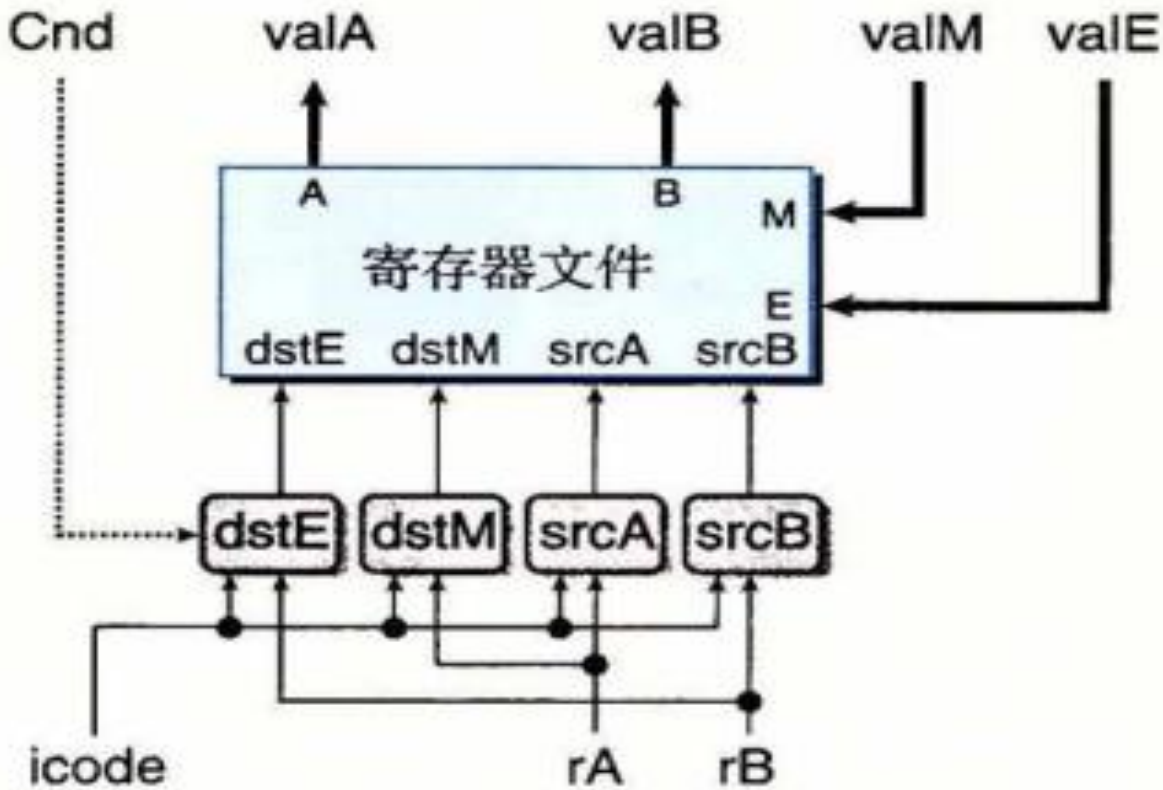 Cnd valA valB valM valE
A B M
寄存器文件
E
dstE dstM srcA srcB
dstE dstM srcA srcB
icode rA rB